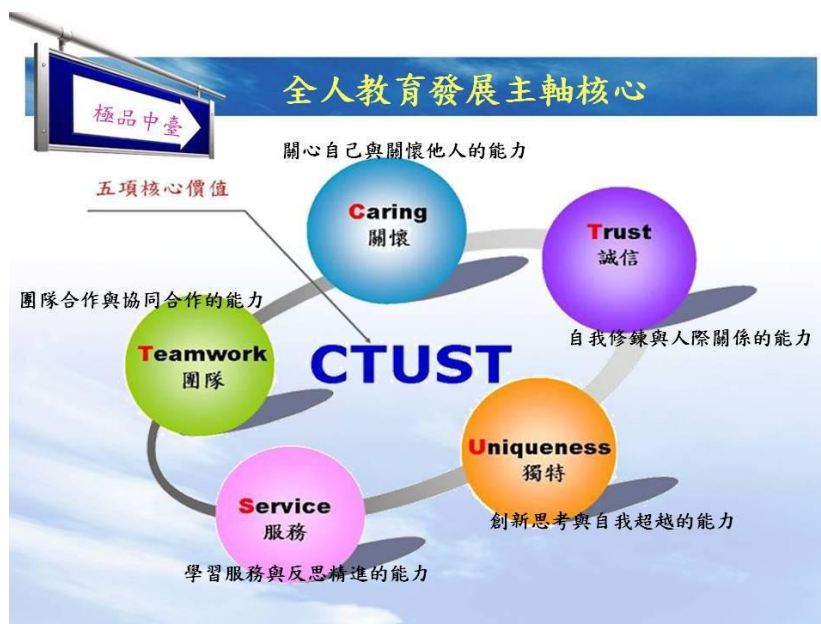 全人教育發展主軸核心
極品中臺
關心自己與關懷他人的能力
五項核心價值
Caring
關懷
Trust
誠信
自我修鍊與人際關係的能力
CTUST
團隊合作與協同合作的能力
Teamwork
團隊
Uniqueness
獨特
創新思考與自我超越的能力
Service
服務
學習服務與反思精進的能力